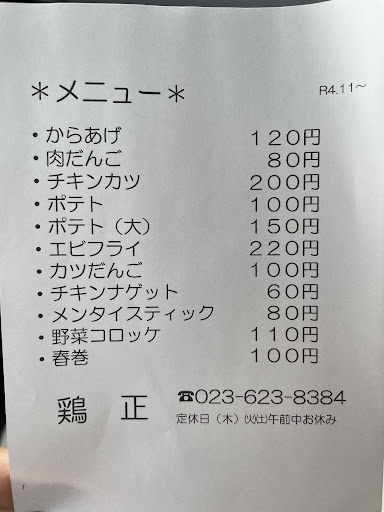 ＊メニュー＊
R4.11～
・からあげ　１２０円
・肉だんご　８０円
・チキンカツ　２００円
・ポテト　１００円
・ポテト（大）　１５０円
・エビフライ　２２０円
・カツだんご　１００円
・チキンナゲット　６０円
・メンタイスティック　８０円
・野菜コロッケ　１１０円
・春巻　１００円
鶏　正　☎023-623-8384
定休日（木）㈫㈯午前中お休み